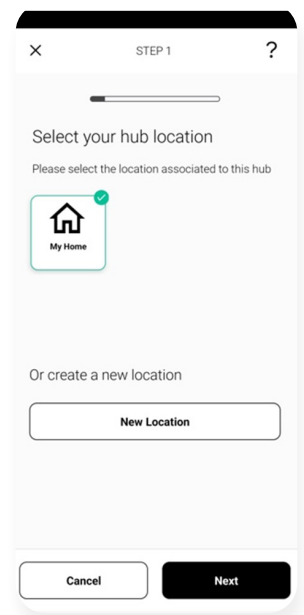 STEP 1
?
Select your hub location
Please select the location associated to this hub
My Home
Or create a new location
New Location
Cancel
Next